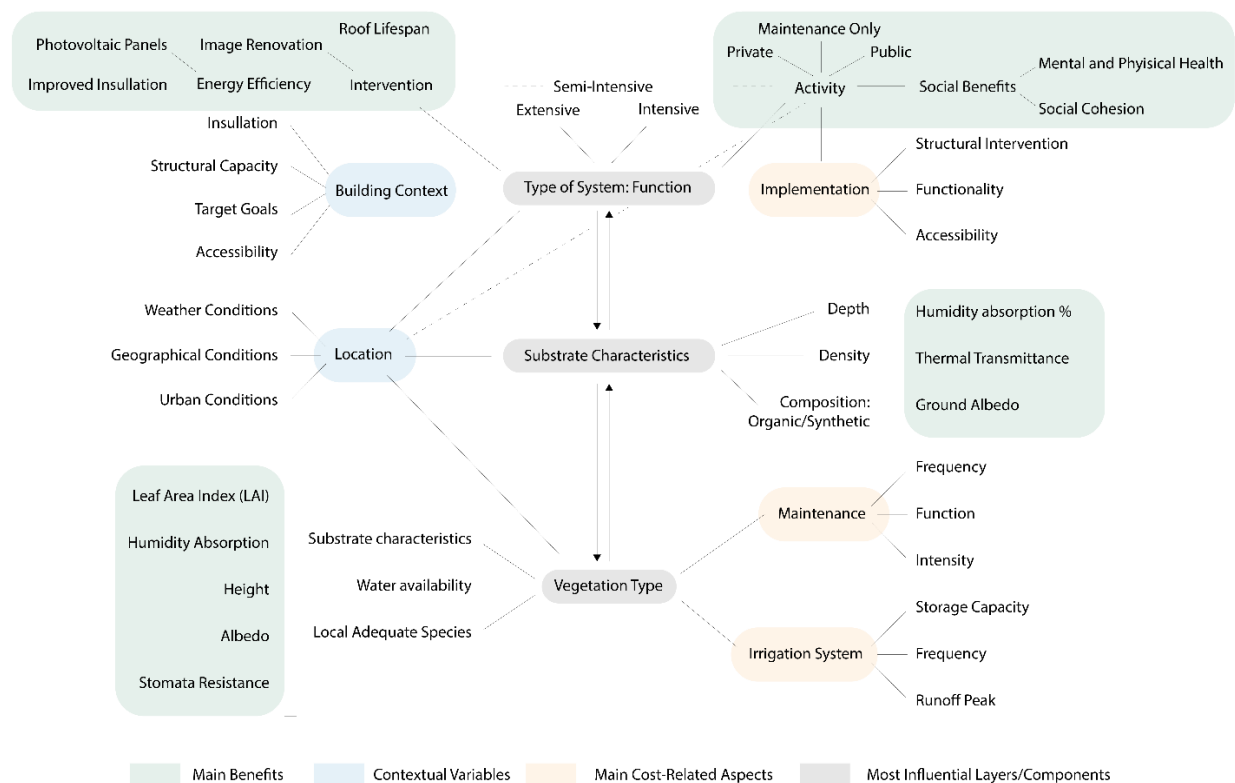 Roof Lifespan
Photovoltaic Panels
Image Renovation
Improved Insullation
Energy Efficiency
Intervention
Maintenance Only
Private
Public
Activity
Social Benefits
Mental and Phyisical Health
Social Cohesion
Semi-Intensive
Extensive
Intensive
Insullation
Structural Capacity
Target Goals
Accessibility
Building Context
Type of System: Function
Implementation
Structural Intervention
Functionality
Accessibility
Weather Conditions
Geographical Conditions
Urban Conditions
Location
Substrate Characteristics
Depth
Density
Composition:
Organic/Synthetic
Humidity absorption %
Thermal Transmittance
Ground Albedo
Leaf Area Index (LAI)
Humidity Absorption
Height
Albedo
Stomata Resistance
Substrate characteristics
Water availability
Local Adequate Species
Vegetation Type
Maintenance
Frequency
Function
Intensity
Irrigation System
Storage Capacity
Frequency
Runoff Peak
Main Benefits
Contextual Variables
Main Cost-Related Aspects
Most Influential Layers/Components